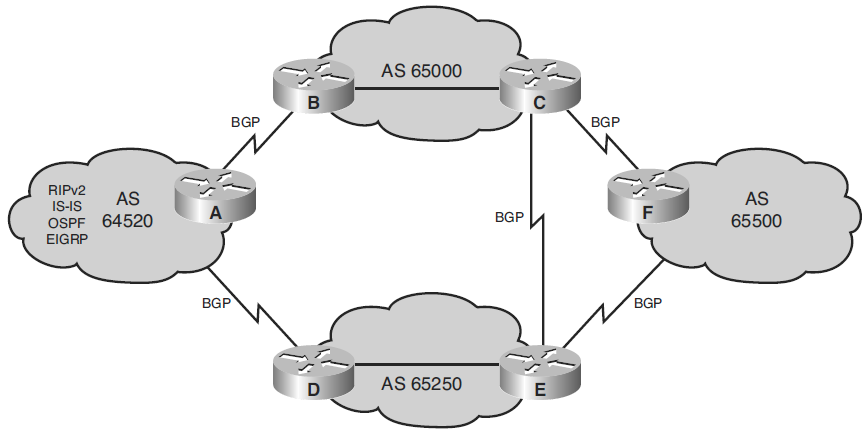 AS 65000
B
C
BGP
BGP
RIPv2
IS-IS
OSPF
EIGRP
AS
64520
A
F
AS
65500
BGP
BGP
BGP
D
AS 65250
E